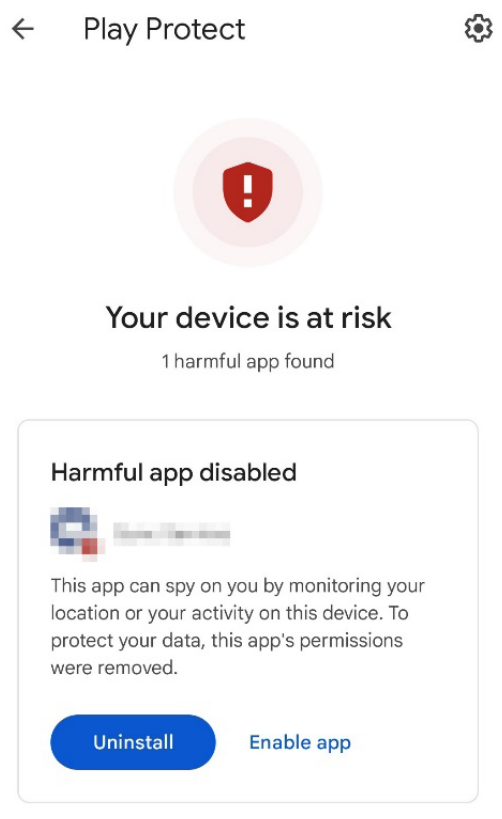 Play Protect
Your device is at risk
1 harmful app found
Harmful app disabled
This app can spy on you by monitoring your
location or your activity on this device. To
protect your data, this app's permissions
were removed.
Uninstall
Enable app